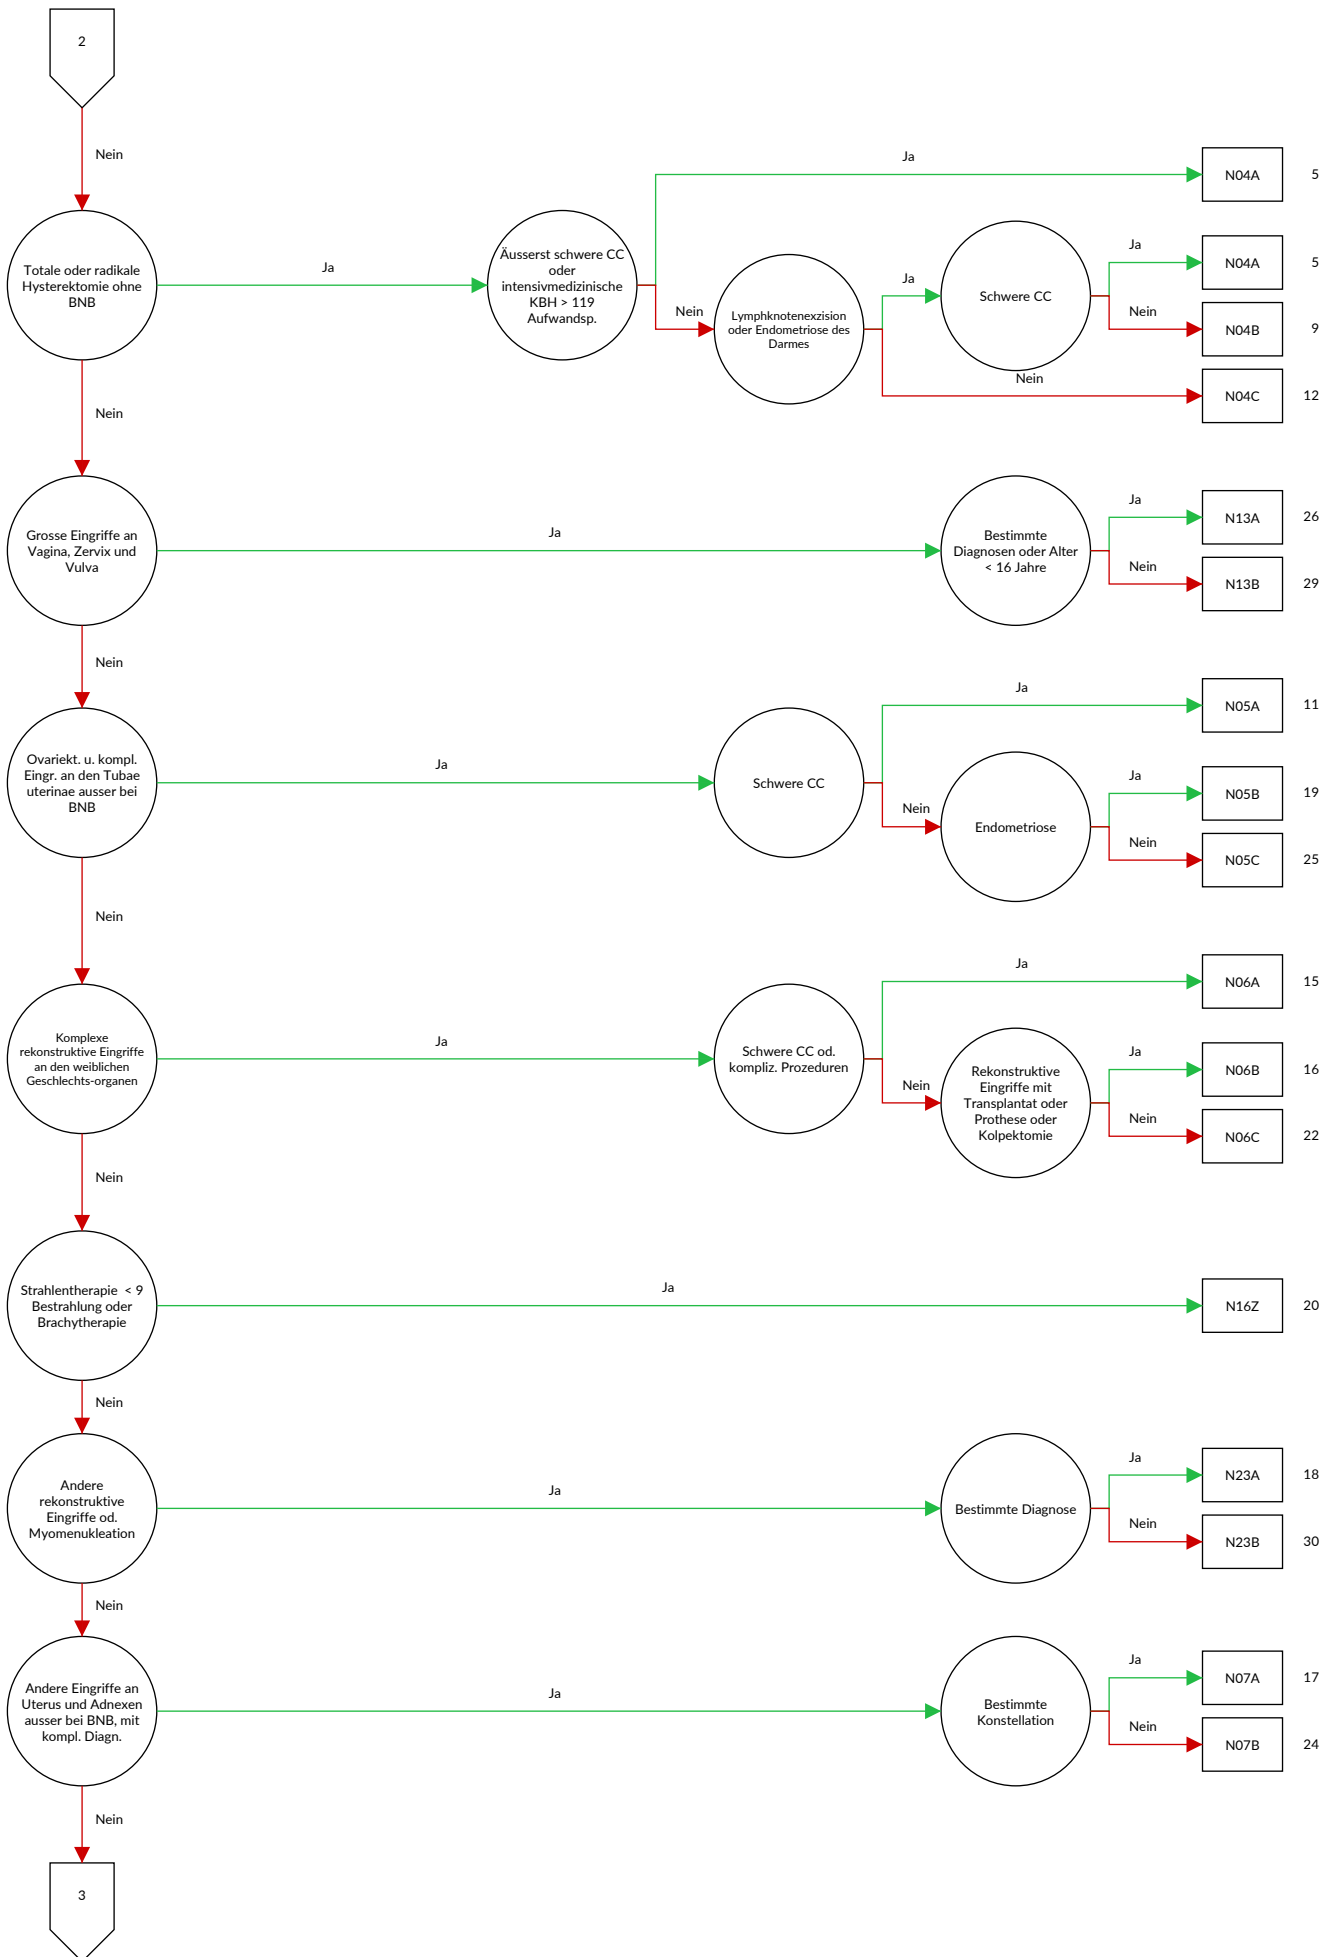 2
Nein
Totale oder radikale
Hysterektomie ohne
BNB
Ja
Äusserst schwere CC
oder
intensivmedizinische
KBH > 119
Aufwandsp.
Ja
N04A
5
Nein
Lymphknotenexzision
oder Endometriose des
Darmes
Ja
Schwere CC
Ja
N04A
5
Nein
N04B
9
Nein
N04C
12
Nein
Grosse Eingriffe an
Vagina, Zervix und
Vulva
Ja
Bestimmte
Diagnosen oder Alter
< 16 Jahre
Ja
N13A
26
Nein
N13B
29
Nein
Ovariekt. u. kompl.
Eingr. an den Tubae
uterinae ausser bei
BNB
Ja
Schwere CC
Ja
N05A
11
Nein
Endometriose
Ja
N05B
19
Nein
N05C
25
Nein
Komplexe
rekonstruktive Eingriffe
an den weiblichen
Geschlechts-organen
Ja
Schwere CC od.
kompliz. Prozeduren
Ja
N06A
15
Nein
Rekonstruktive
Eingriffe mit
Transplantat oder
Prothese oder
Kolpektomie
Ja
N06B
16
Nein
N06C
22
Nein
Strahlentherapie < 9
Bestrahlung oder
Brachytherapie
Ja
N16Z
20
Nein
Andere
rekonstruktive
Eingriffe od.
Myomenukleation
Ja
Bestimmte Diagnose
Ja
N23A
18
Nein
N23B
30
Nein
Andere Eingriffe an
Uterus und Adnexen
ausser bei BNB, mit
kompl. Diagn.
Ja
Bestimmte
Konstellation
Ja
N07A
17
Nein
N07B
24
Nein
3